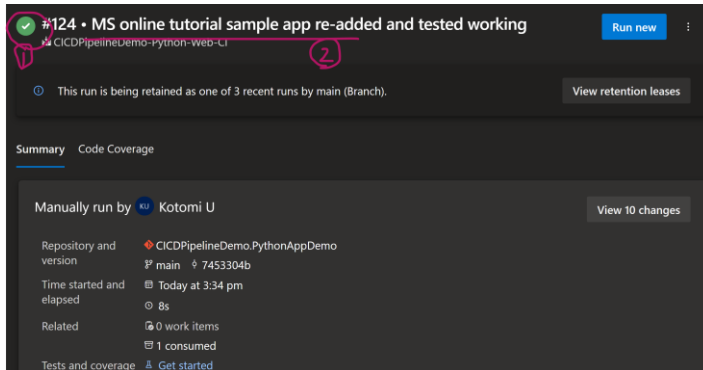 #124 • MS online tutorial sample app re-added and tested working
Run new
1
CICDPipelineDemo-Python-Web-CI
2
This run is being retained as one of 3 recent runs by main (Branch).
View retention leases
Summary Code Coverage
Manually run by KU Kotomi U
View 10 changes
Repository and version
CICDPipelineDemo.PythonAppDemo
main 7453304b
Time started and elapsed
Today at 3:34 pm
8s
Related
0 work items
1 consumed
Tests and coverage
Get started